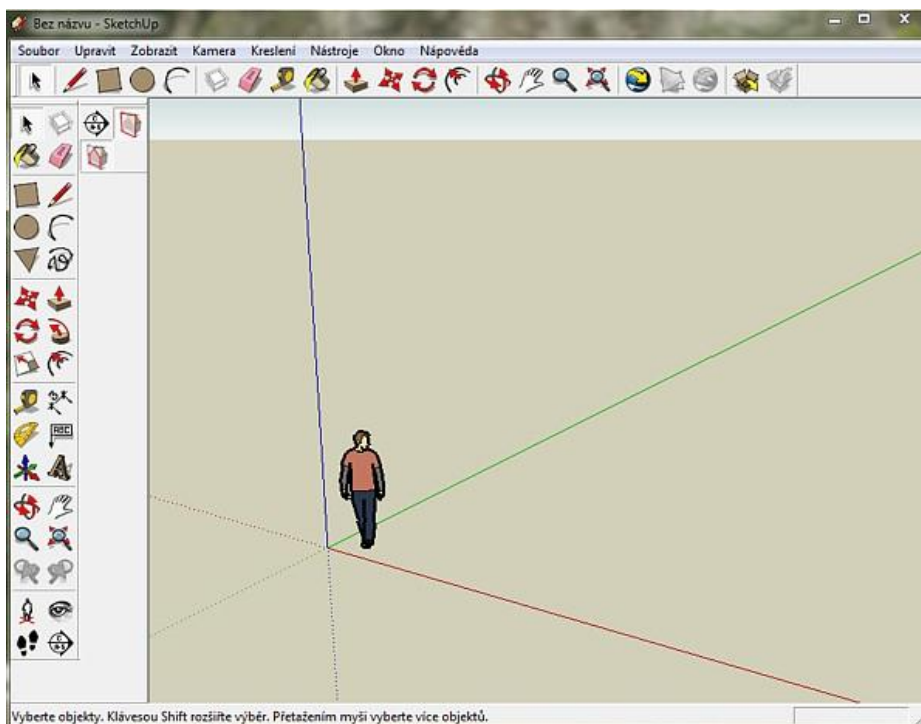 Bez názvu - SketchUp
Soubor Upravit Zobrazit Kamera Kreslení Nástroje Okno Nápověda
ABC
Vyberte objekty. Klávesou Shift rozšiřte výběr. Přetažením myši vyberte více objektů.